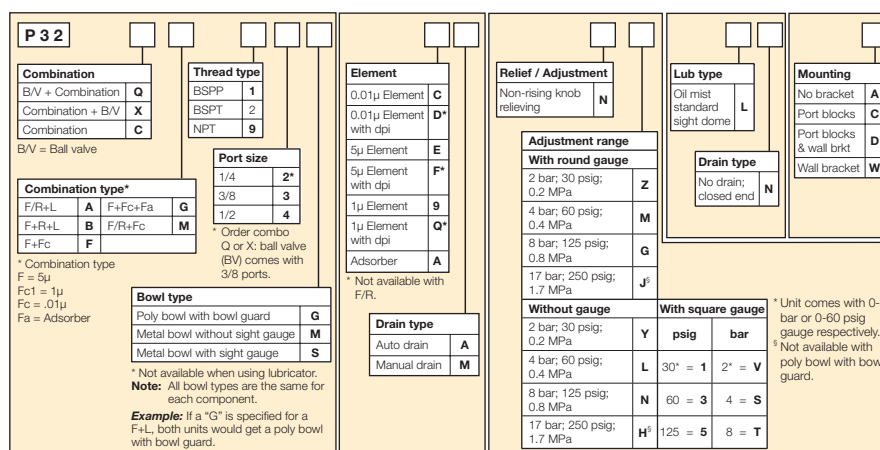 P 3 2
Combination
B/V + Combination Q
Combination + B/V X
Combination C
B/V = Ball valve
Thread type
BSPP 1
BSPT 2
NPT 9
Port size
1/4 2*
3/8 3
1/2 4
* Order combo
Q or X: ball valve
(BV) comes with
3/8 ports.
Combination type*
F/R+L A F+Fc+Fa G
F+R+L B F/R+Fc M
F+Fc F
* Combination type
F = 5µ
Fc1 = 1µ
Fc = .01µ
Fa = Adsorber
Bowl type
Poly bowl with bowl guard G
Metal bowl without sight gauge M
Metal bowl with sight gauge S
* Not available when using lubricator.
Note: All bowl types are the same for
each component.
Example: If a "G" is specified for a
F+L, both units would get a poly bowl
with bowl guard.
Element
0.01µ Element C
0.01µ Element D*
with dpi
5µ Element E
5µ Element F*
with dpi
1µ Element 9
1µ Element Q*
with dpi
Adsorber A
* Not available with
F/R.
Drain type
Auto drain A
Manual drain M
Relief / Adjustment
Non-rising knob
relieving N
Adjustment range
With round gauge
2 bar; 30 psig;
0.2 MPa Z
4 bar; 60 psig;
0.4 MPa M
8 bar; 125 psig;
0.8 MPa G
17 bar; 250 psig;
1.7 MPa J§
Without gauge With square gauge
2 bar; 30 psig;
0.2 MPa Y psig bar
4 bar; 60 psig;
0.4 MPa L 30* = 1 2* = V
8 bar; 125 psig;
0.8 MPa N 60 = 3 4 = S
17 bar; 250 psig;
1.7 MPa H§ 125 = 5 8 = T
* Unit comes with 0-
bar or 0-60 psig
gauge respectively.
§ Not available with
poly bowl with bow
guard.
Lub type
Oil mist
standard
sight dome L
Drain type
No drain;
closed end N
Mounting
No bracket A
Port blocks C
Port blocks
& wall brkt D
Wall bracket W